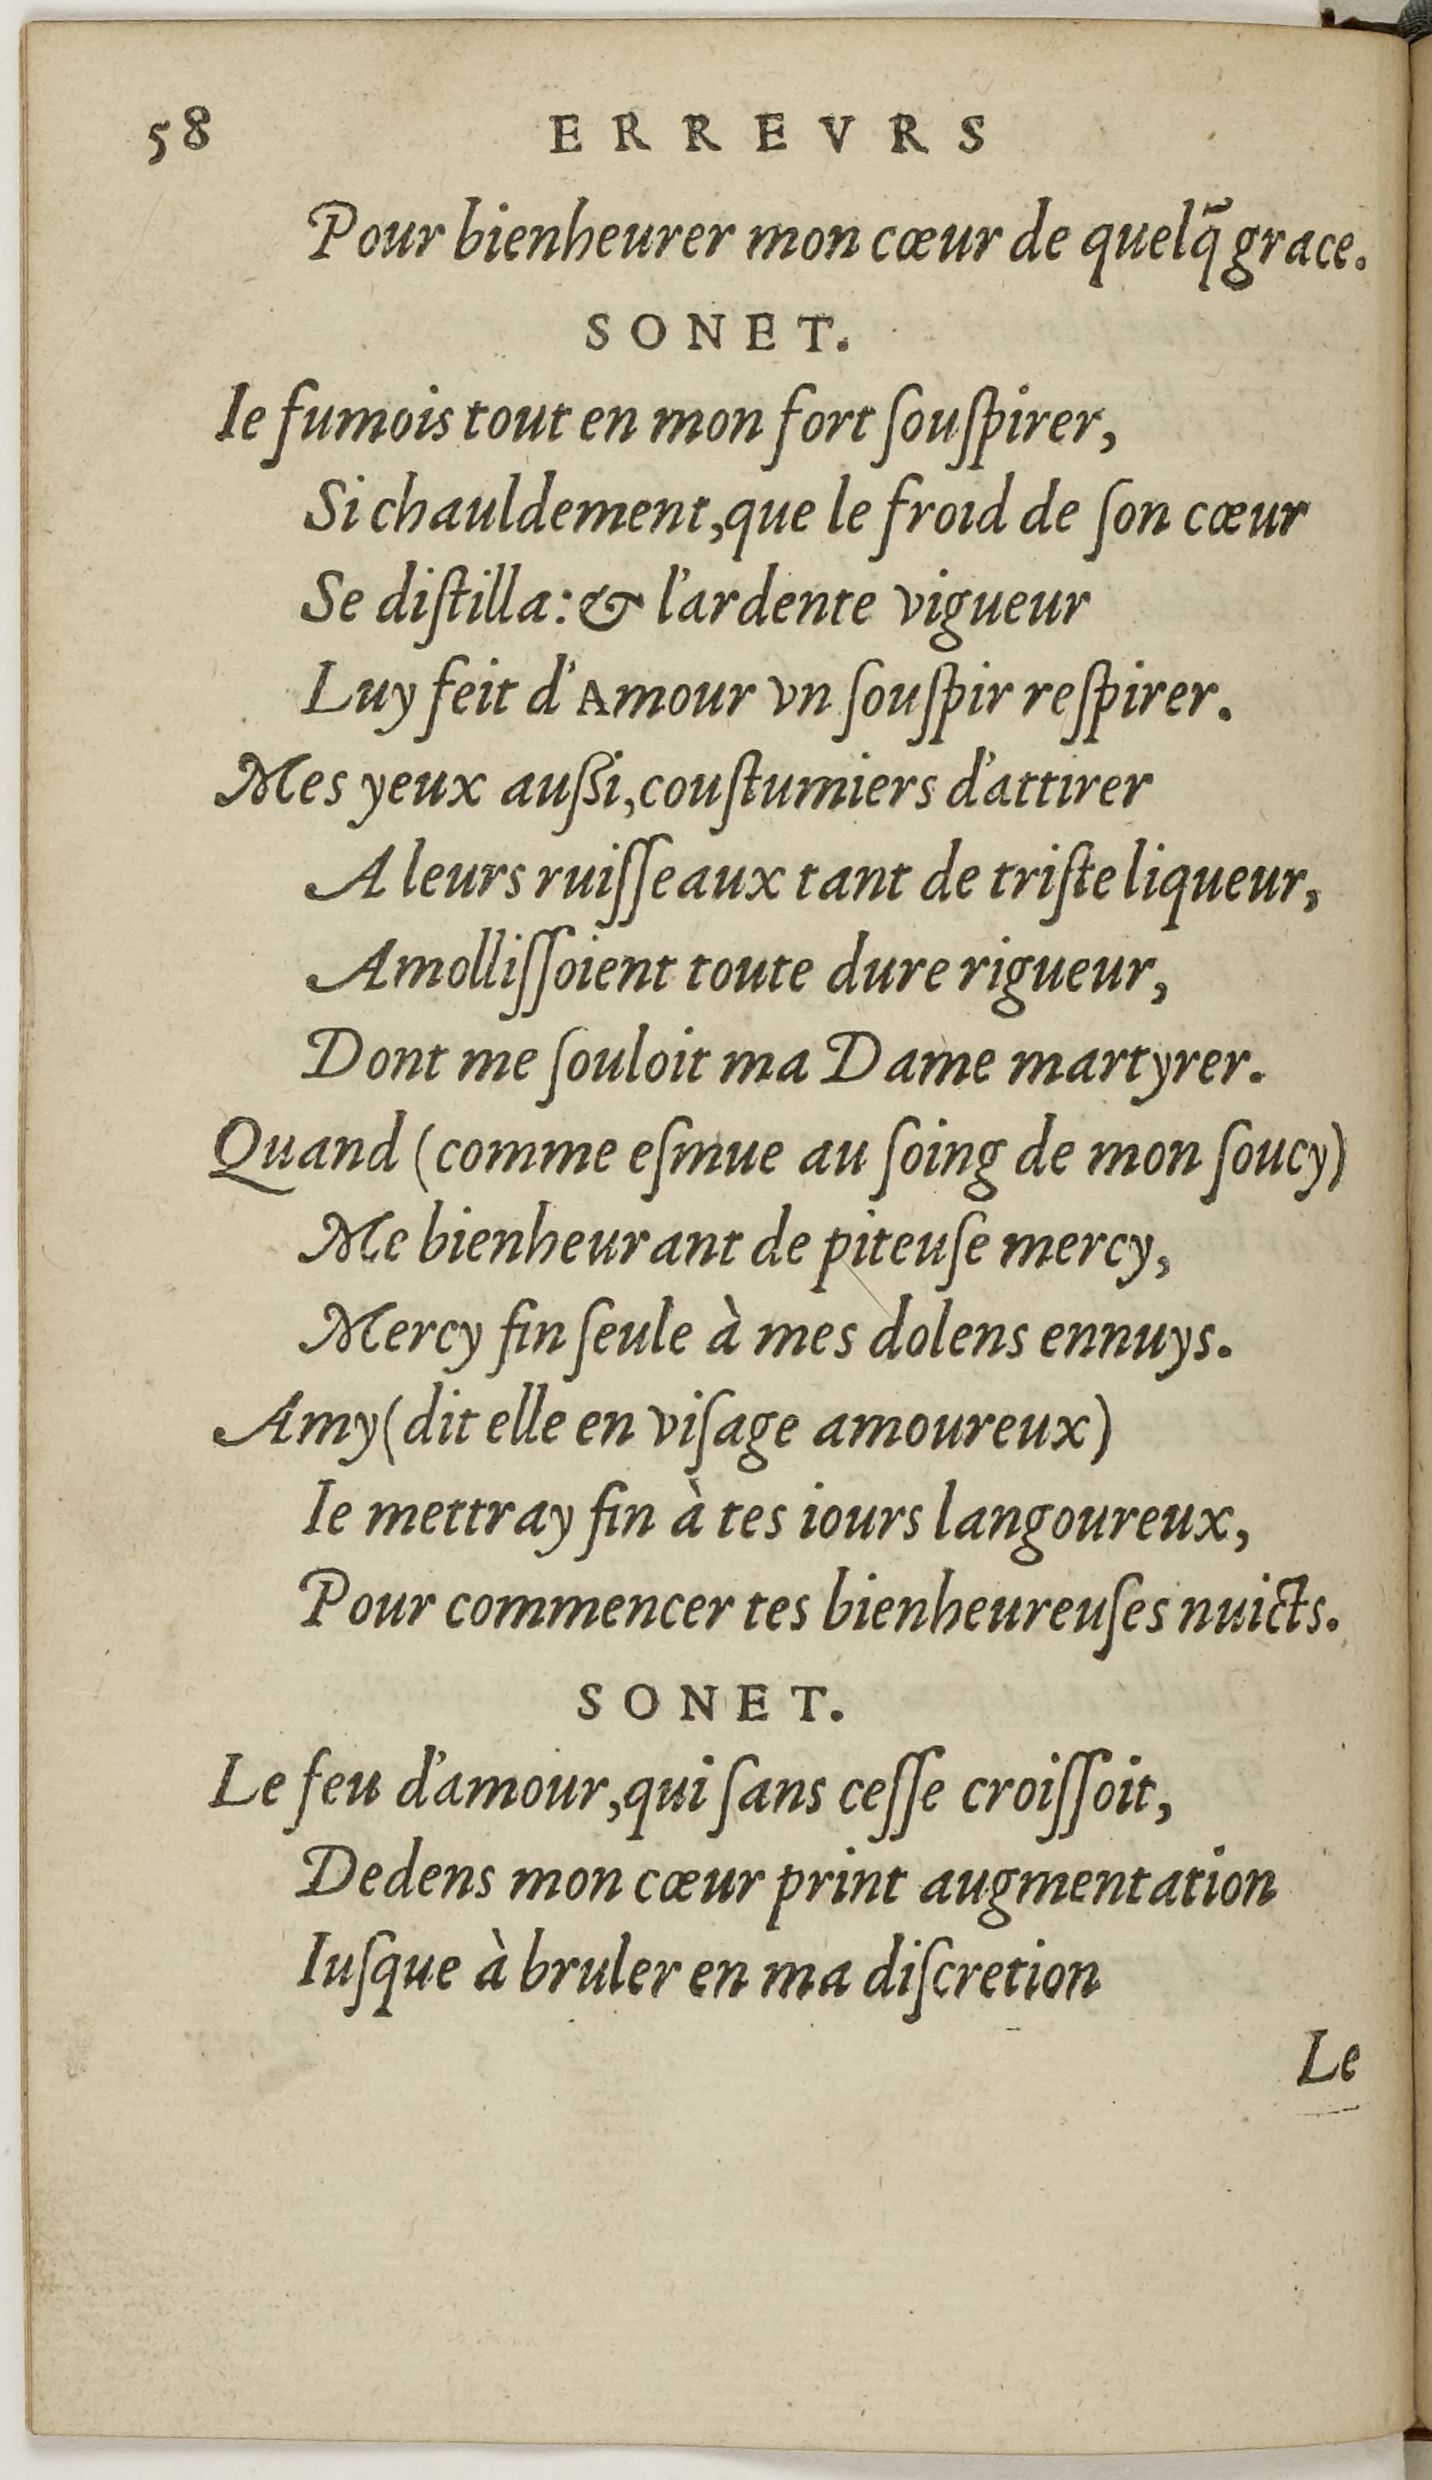 58 ERREVRS
Pour bienheurer mon cœur de quelq̃ grace.
SONET.
Ie fumois tout en mon fort ſouſpirer,
Si chauldement, que le froid de ſon cœur
Se diſtilla: & l'ardente vigueur
Luy feit d'Amour vn ſouſpir reſpirer.
Mes yeux auſſi, couſtumiers d'attirer
A leurs ruiſſeaux tant de triſte liqueur,
Amolliſſoient toute dure rigueur,
Dont me ſouloit ma Dame martyrer.
Quand (comme eſmue au ſoing de mon ſoucy)
Me bienheurant de piteuſe mercy,
Mercy fin ſeule à mes dolens ennuys.
Amy (dit elle en viſage amoureux)
Ie mettray fin à tes iours langoureux,
Pour commencer tes bienheureuſes nuicts.
SONET.
Le feu d'amour, qui ſans ceſſe croiſſoit,
Dedens mon cœur print augmentation
Iuſque à bruler en ma diſcretion
Le